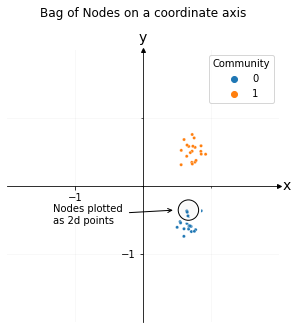 Bag of Nodes on a coordinate axis
y
Community
0
1
x
−1
Nodes plotted
as 2d points
−1